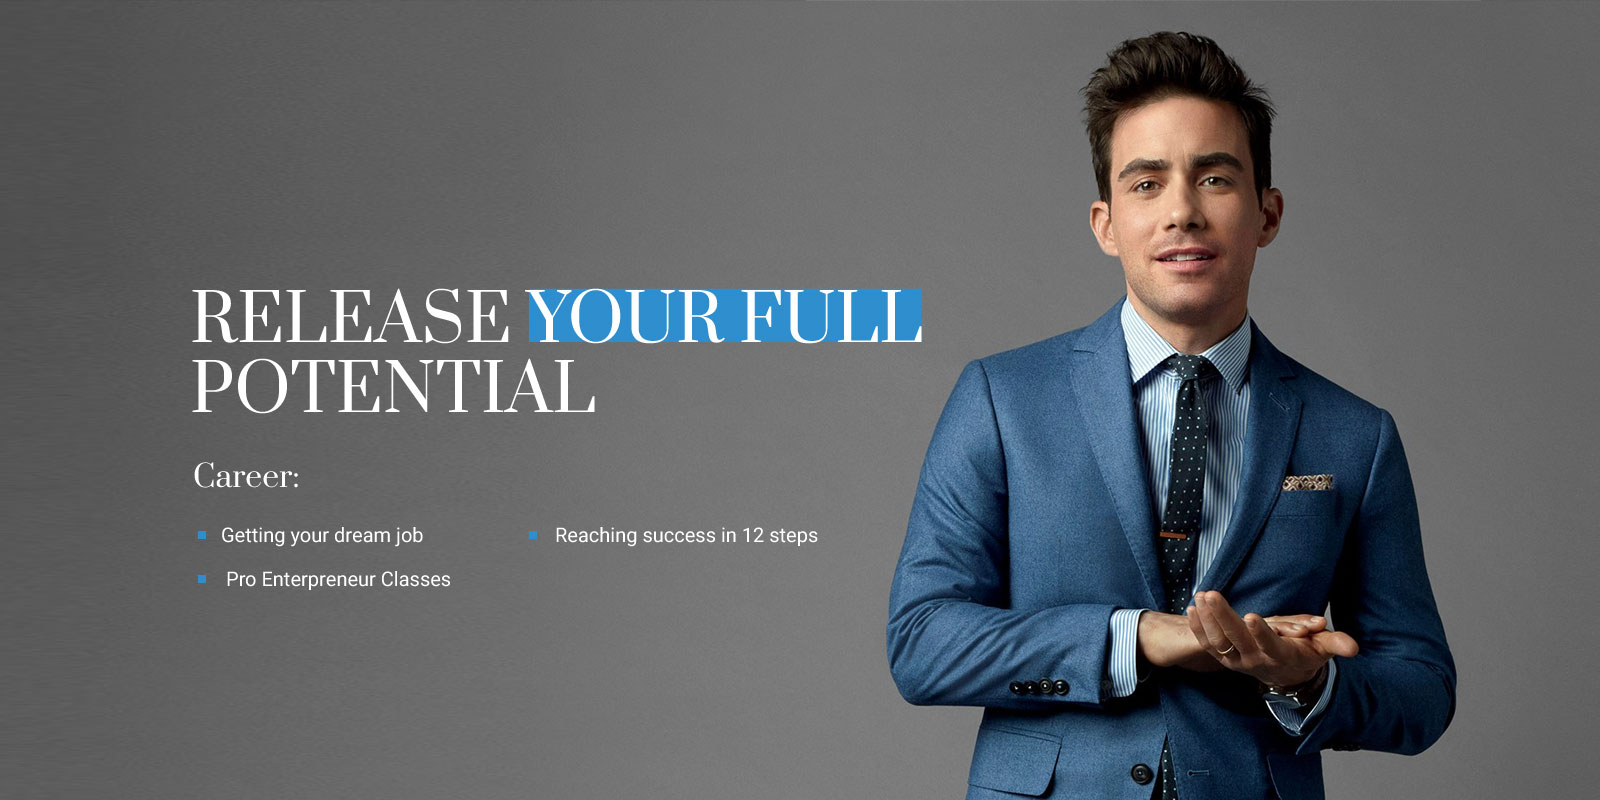 RELEASE YOUR FULL
POTENTIAL
Career:
Getting your dream job
Reaching success in 12 steps
Pro Enterpreneur Classes